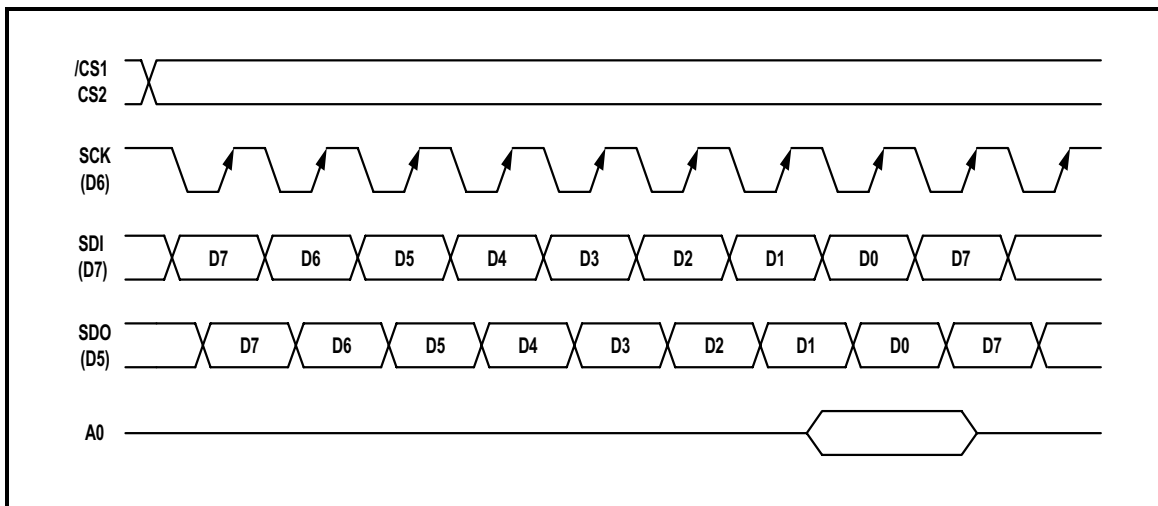 /CS1
CS2
SCK
(D6)
SDI
(D7)
D7 D6 D5 D4 D3 D2 D1 D0 D7
SDO
(D5)
D7 D6 D5 D4 D3 D2 D1 D0 D7
A0